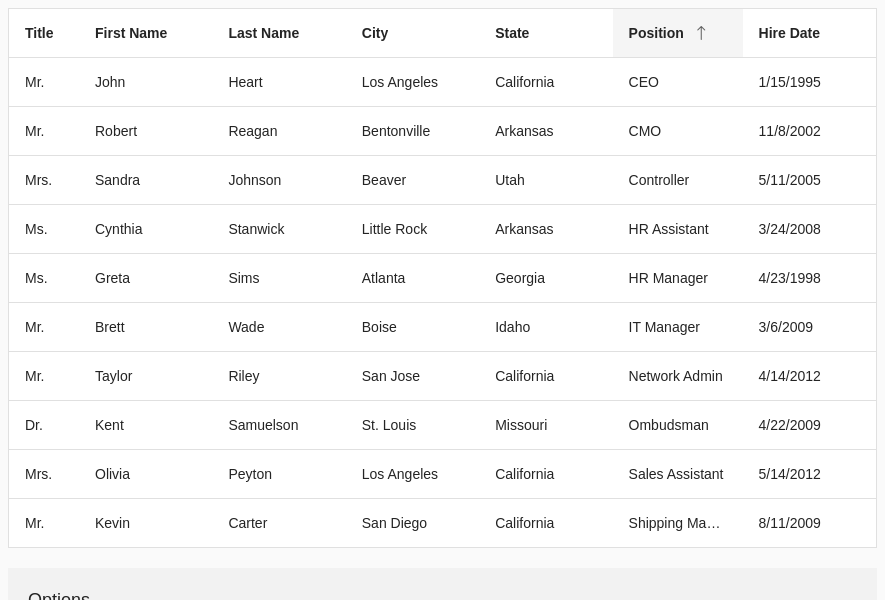 Title First Name Last Name City State Position Hire Date
Mr. John Heart Los Angeles California CEO 1/15/1995
Mr. Robert Reagan Bentonville Arkansas CMO 11/8/2002
Mrs. Sandra Johnson Beaver Utah Controller 5/11/2005
Ms. Cynthia Stanwick Little Rock Arkansas HR Assistant 3/24/2008
Ms. Greta Sims Atlanta Georgia HR Manager 4/23/1998
Mr. Brett Wade Boise Idaho IT Manager 3/6/2009
Mr. Taylor Riley San Jose California Network Admin 4/14/2012
Dr. Kent Samuelson St. Louis Missouri Ombudsman 4/22/2009
Mrs. Olivia Peyton Los Angeles California Sales Assistant 5/14/2012
Mr. Kevin Carter San Diego California Shipping Ma… 8/11/2009
Options